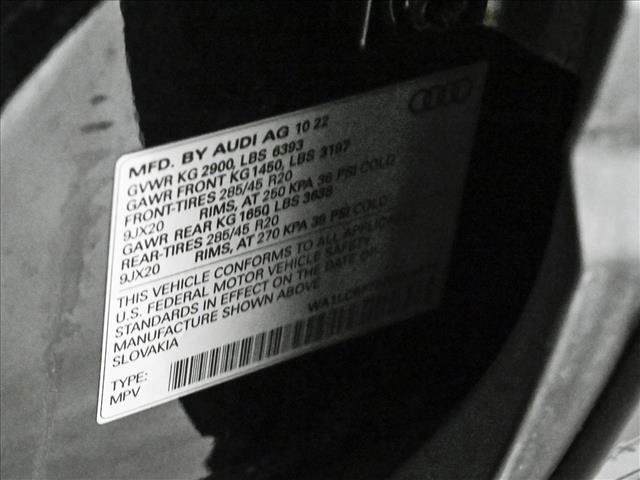 MFD. BY AUDI AG 10 22
GVWR KG 2900, LBS 6393
GAWR FRONT KG1450, LBS 3197
FRONT-TIRES 285/45 R20
9JX20 RIMS, AT 250 KPA 36 PSI COLD
GAWR REAR KG 1650 LBS 3638
REAR-TIRES 285/45 R20
9JX20 RIMS, AT 270 KPA 39 PSI COLD
THIS VEHICLE CONFORMS TO ALL APPLICABLE
U.S. FEDERAL MOTOR VEHICLE SAFETY
STANDARDS IN EFFECT ON THE DATE OF
MANUFACTURE SHOWN ABOVE
SLOVAKIA
TYPE:
MPV